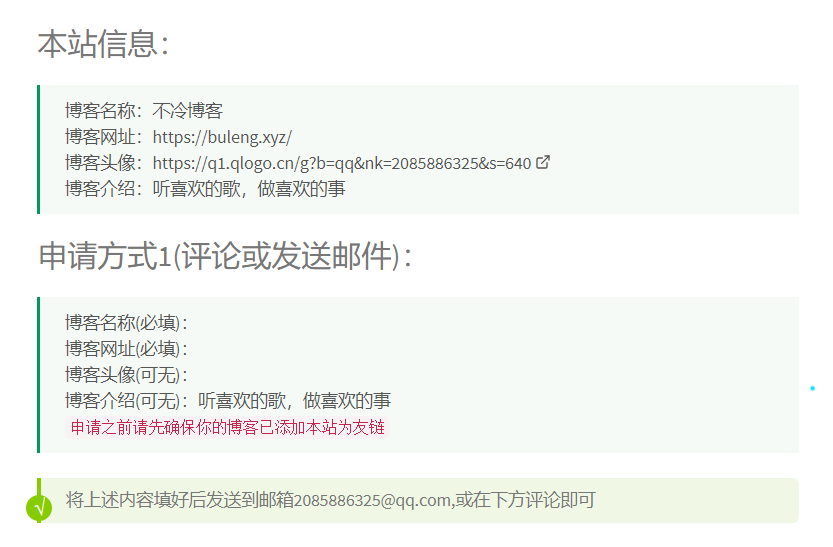 本站信息：
博客名称：不冷博客
博客网址：https://buleng.xyz/
博客头像：https://q1.qlogo.cn/g?b=qq&nk=2085886325&s=640
博客介绍：听喜欢的歌，做喜欢的事
申请方式1(评论或发送邮件)：
博客名称(必填)：
博客网址(必填)：
博客头像(可无)：
博客介绍(可无)：听喜欢的歌，做喜欢的事
申请之前请先确保你的博客已添加本站为友链
√ 将上述内容填好后发送到邮箱2085886325@qq.com,或在下方评论即可